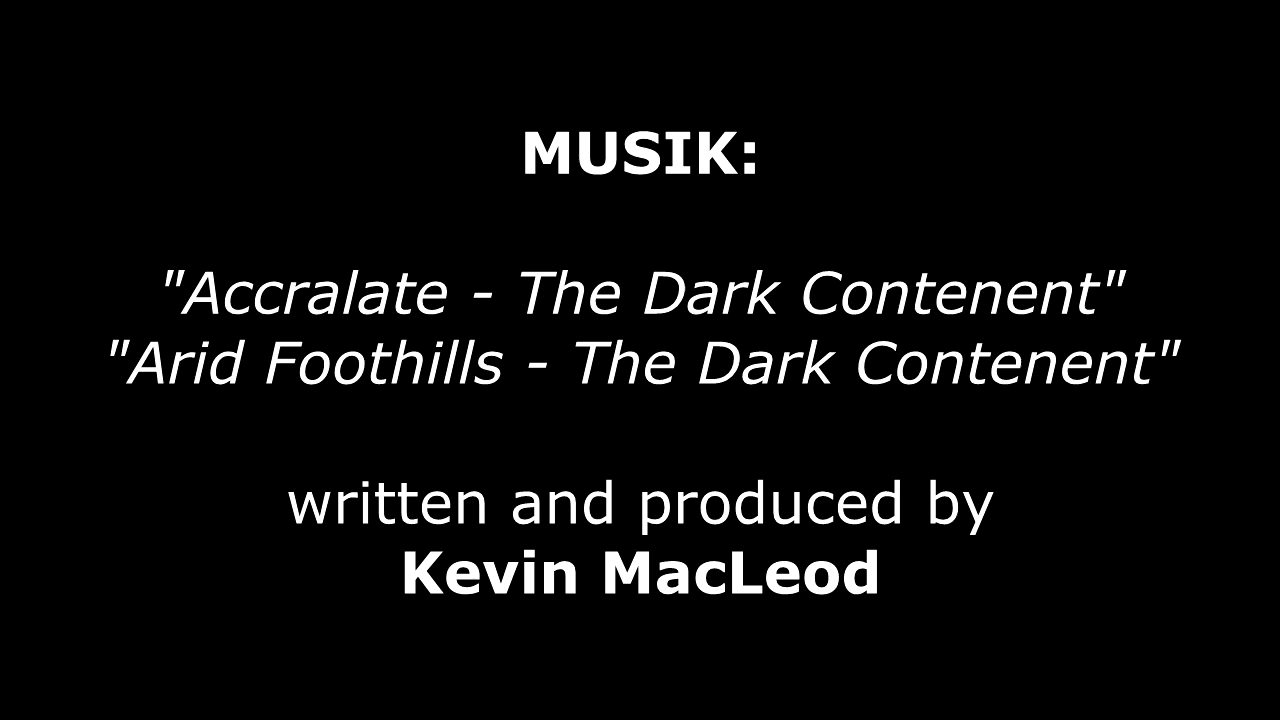 MUSIK:
"Accralate - The Dark Contenent"
"Arid Foothills - The Dark Contenent"
written and produced by
Kevin MacLeod